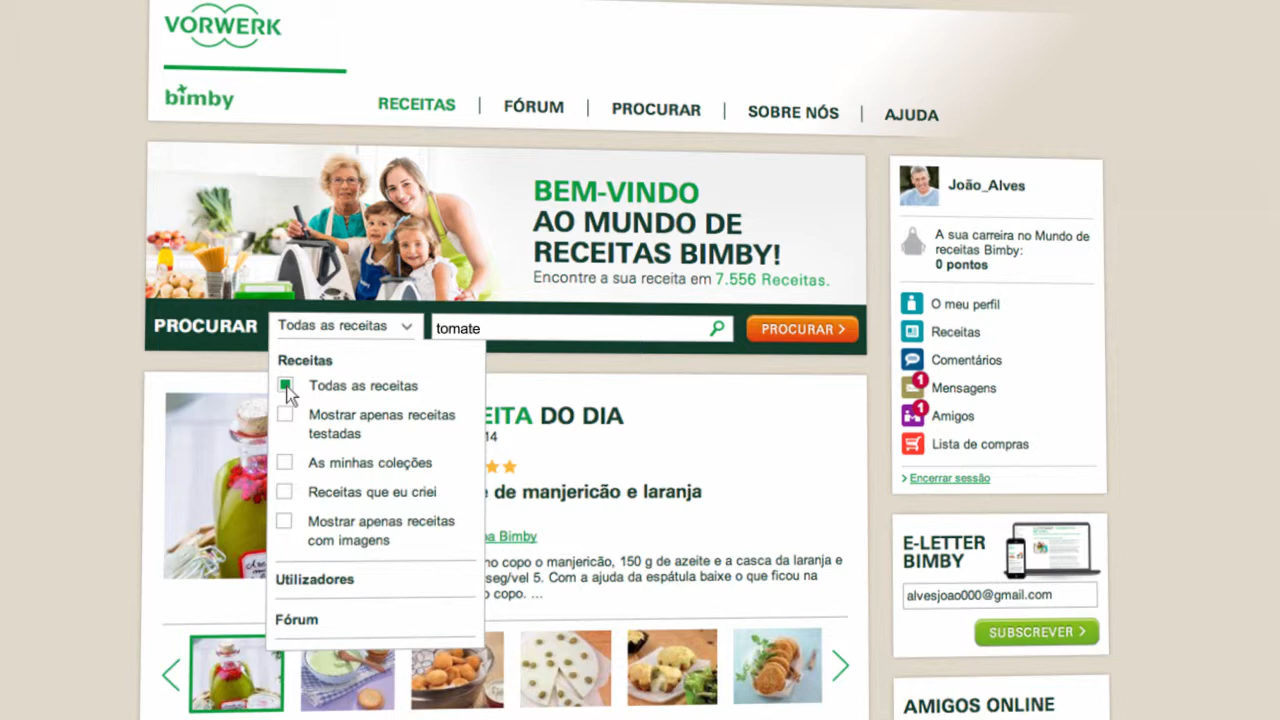 VORWERK
bimby
RECEITAS
FÓRUM
PROCURAR
SOBRE NÓS
AJUDA
BEM-VINDO
AO MUNDO DE
RECEITAS BIMBY!
Encontre a sua receita em 7.556 Receitas.
PROCURAR
Todas as receitas
tomate
PROCURAR
Receitas
Todas as receitas
Mostrar apenas receitas
testadas
As minhas coleções
Receitas que eu criei
Mostrar apenas receitas
com imagens
Utilizadores
Fórum
EITA DO DIA
14
e de manjericão e laranja
pa Bimby
no copo o manjericão, 150 g de azeite e a casca da laranja e
seg/vel 5. Com a ajuda da espátula baixe o que ficou na
o copo. ...
João_Alves
A sua carreira no Mundo de
receitas Bimby:
0 pontos
O meu perfil
Receitas
Comentários
1
Mensagens
1
Amigos
Lista de compras
Encerrar sessão
E-LETTER
BIMBY
alvesjoao000@gmail.com
SUBSCREVER
AMIGOS ONLINE